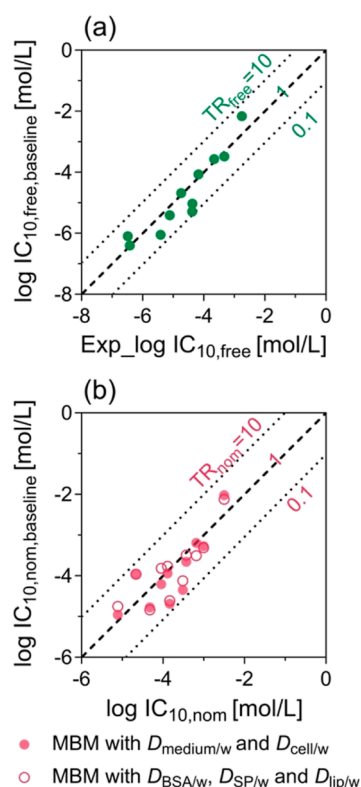 (a)
log IC10,free,baseline [mol/L]
0
-2
-4
-6
-8
TRfree=10
1
0.1
-8 -6 -4 -2 0
Exp_log IC10,free [mol/L]
(b)
log IC10,nom,baseline [mol/L]
0
-2
-4
-6
TRnom=10
1
0.1
-6 -5 -4 -3 -2 -1 0
log IC10,nom [mol/L]
MBM with Dmedium/w and Dcell/w
MBM with DBSA/w, DSP/w and Dlip/w